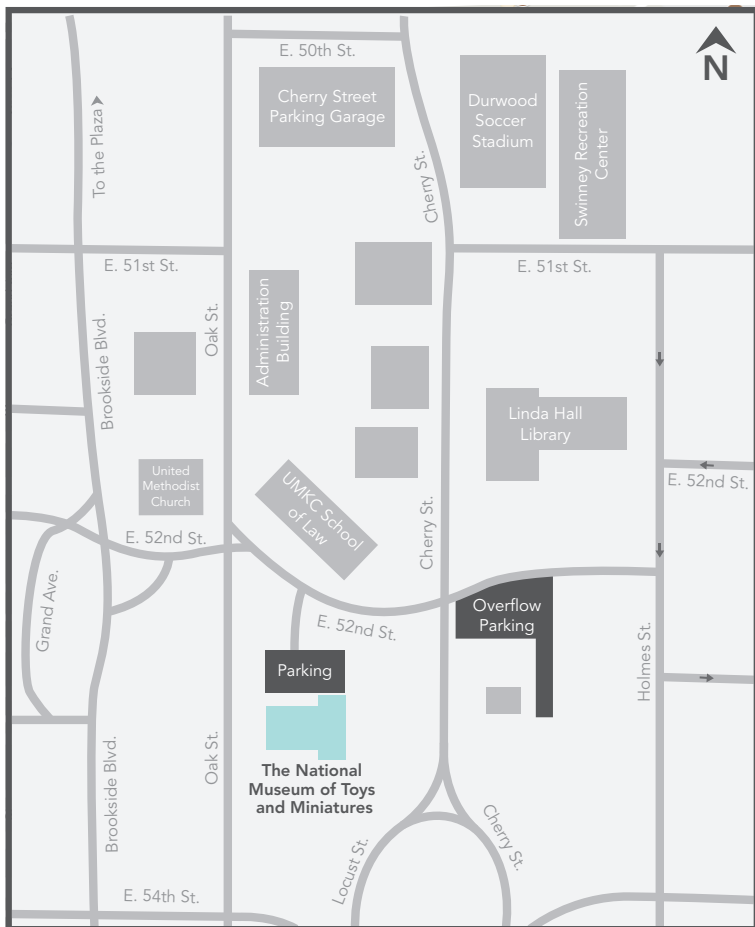 E. 50th St.
N
Cherry Street
Parking Garage
Durwood
Soccer
Stadium
Swinney Recreation
Center
To the Plaza
Cherry St.
E. 51st St.
E. 51st St.
Administration
Building
Oak St.
Brookside Blvd.
Linda Hall
Library
United
Methodist
Church
UMKC School
of Law
E. 52nd St.
E. 52nd St.
Cherry St.
Grand Ave.
E. 52nd St.
Overflow
Parking
Parking
Holmes St.
Oak St.
Brookside Blvd.
The National
Museum of Toys
and Miniatures
Locust St.
Cherry St.
E. 54th St.